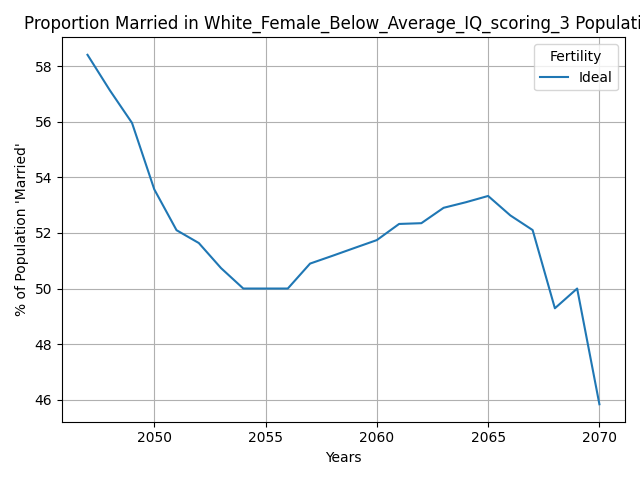 Proportion Married in White_Female_Below_Average_IQ_scoring_3 Populati
Fertility
Ideal
% of Population 'Married'
58
56
54
52
50
48
46
2050 2055 2060 2065 2070
Years